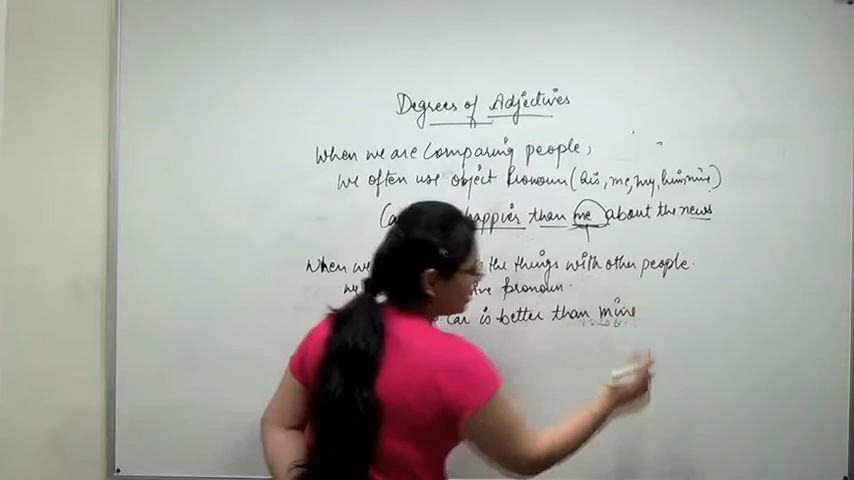 Degrees of Adjectives
When we are comparing people,
we often use object pronoun (his, me, my, him, mine)
happier than me about the news
When we the things with other people.
we pronoun.
car is better than mine